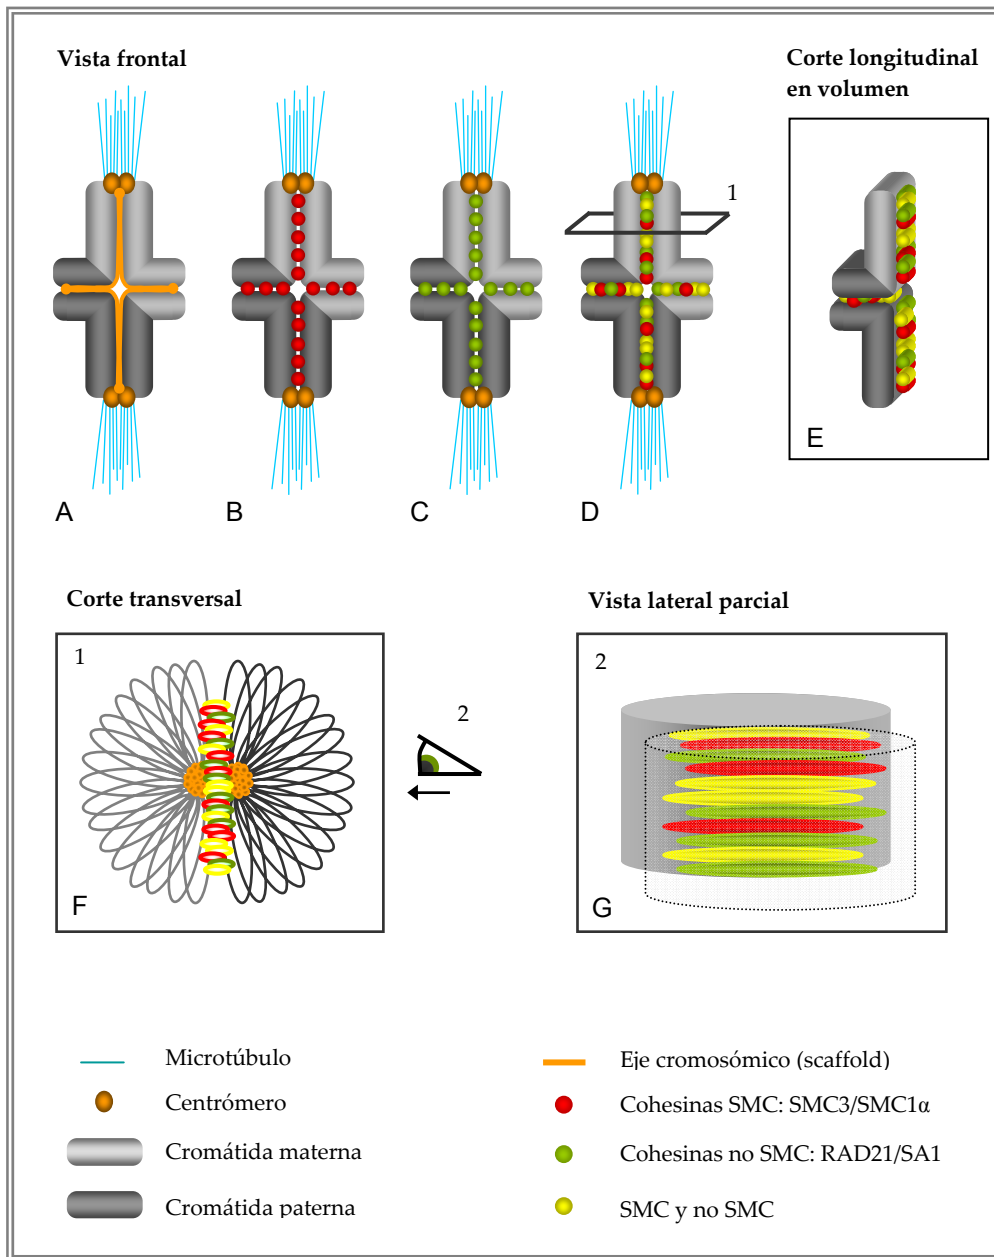 Vista frontal
Corte longitudinal
en volumen
1
A
B
C
D
E
Corte transversal
Vista lateral parcial
1
2
2
F
G
Microtúbulo
Eje cromosómico (scaffold)
Centrómero
Cohesinas SMC: SMC3/SMC1α
Cromátida materna
Cohesinas no SMC: RAD21/SA1
Cromátida paterna
SMC y no SMC